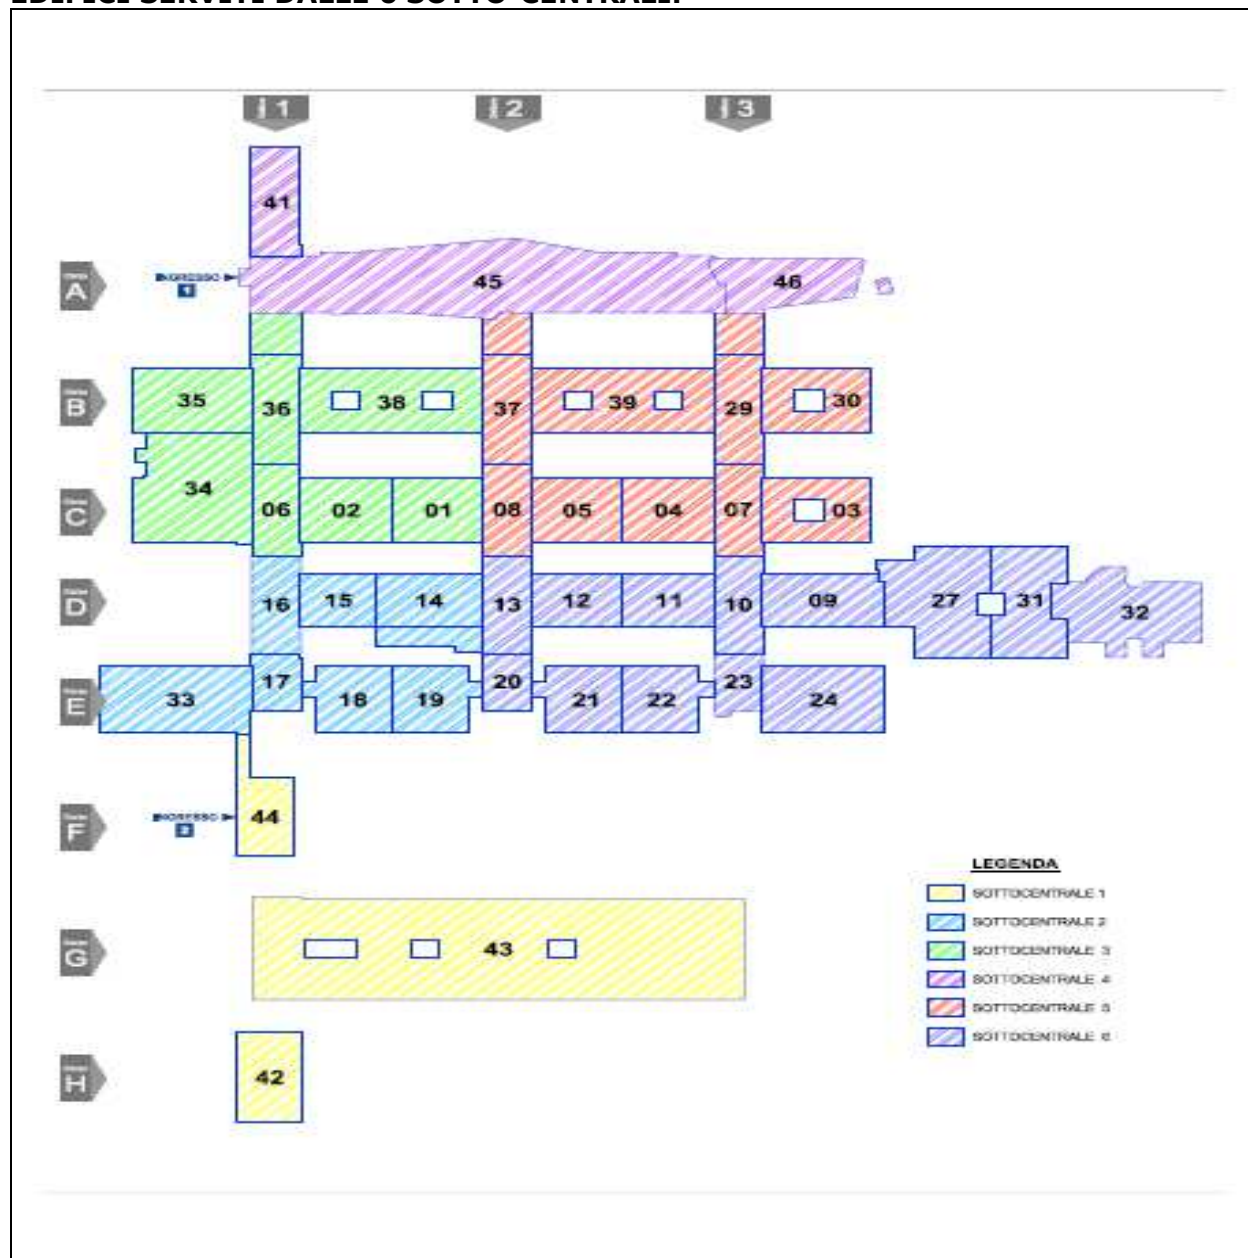 EDIFICI SERVITI DALLE 6 SOTTO-CENTRALI:
1 2 3
41
A INGRESSO 45 46
1
B 35 36 38 37 39 29 30
34
C 06 02 01 08 05 04 07 03
D 16 15 14 13 12 11 10 09 27 31 32
E 33 17 18 19 20 21 22 23 24
F INGRESSO 44
2
LEGENDA
SOTTOCENTRALE 1
SOTTOCENTRALE 2
SOTTOCENTRALE 3
SOTTOCENTRALE 4
SOTTOCENTRALE 5
SOTTOCENTRALE 6
G 43
H 42